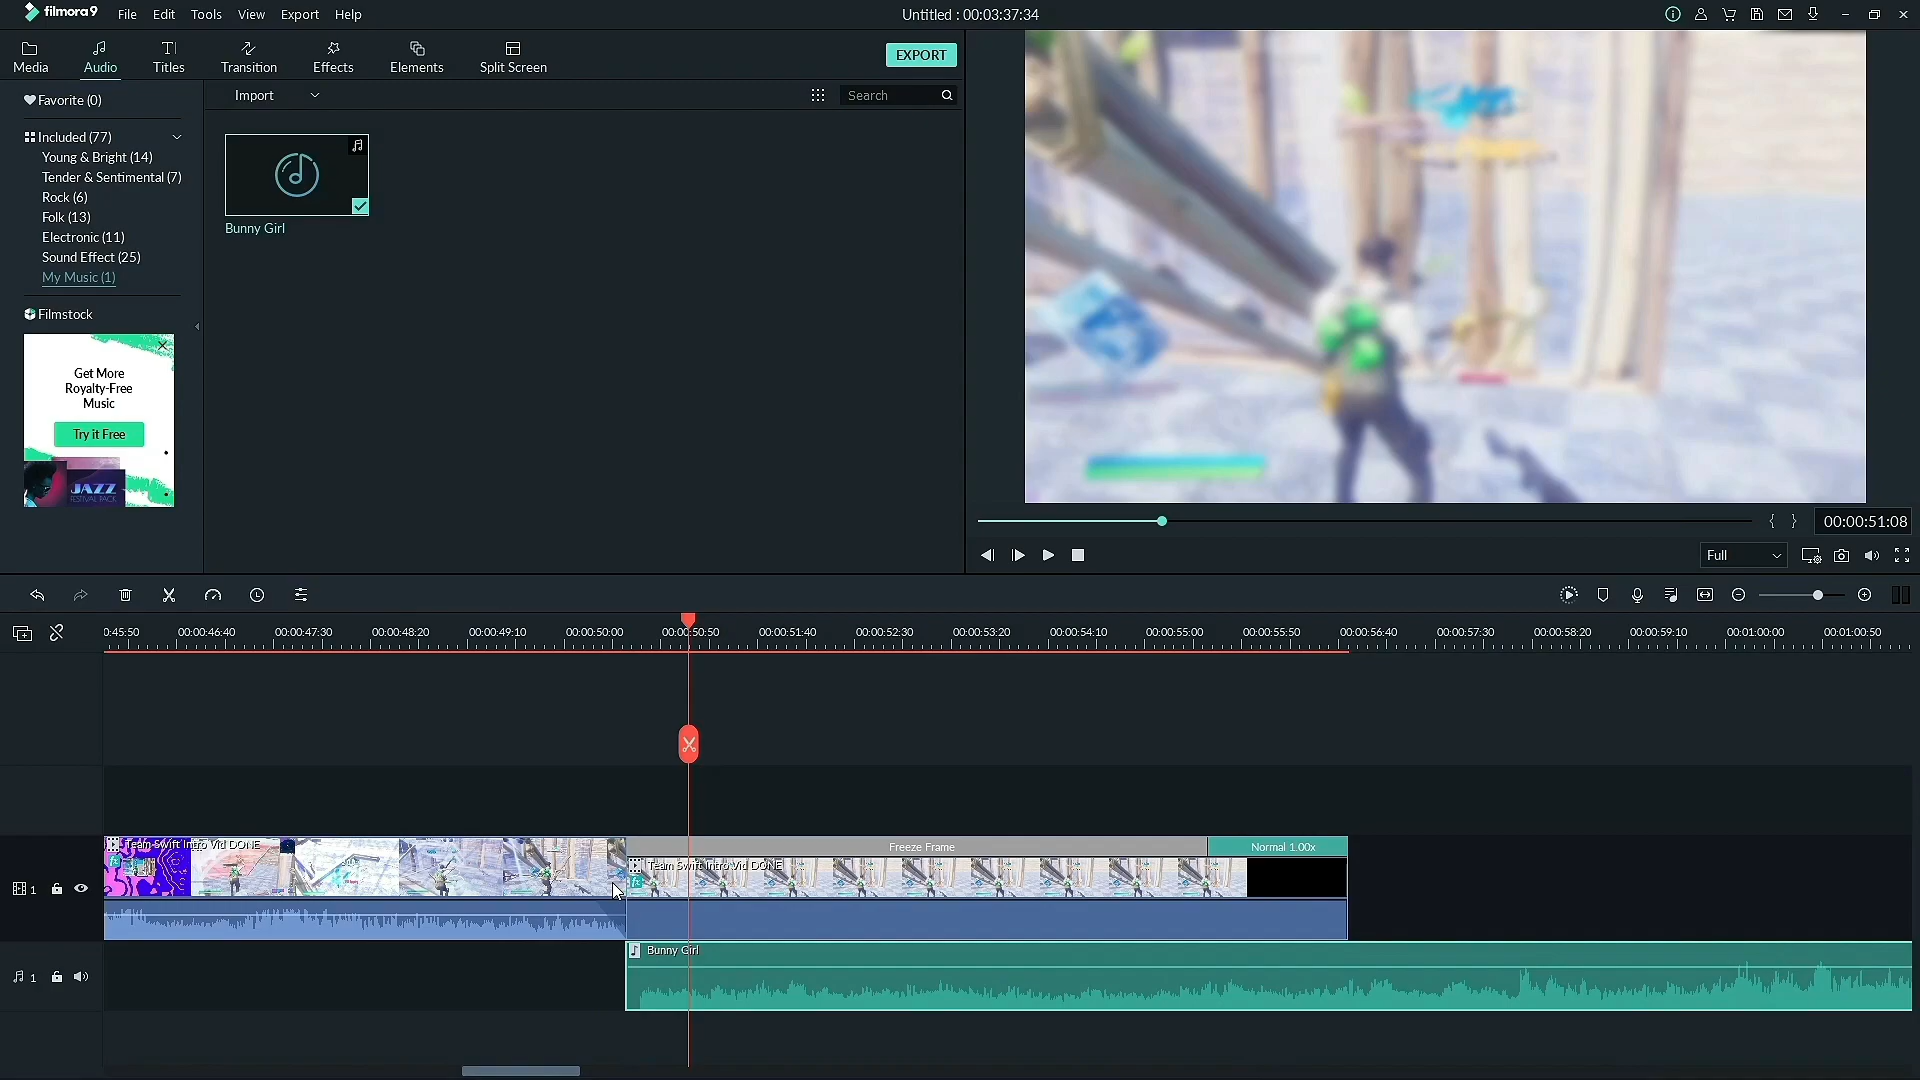 filmora9
File Edit Tools View Export Help
Untitled : 00:03:37:34
Media Audio Titles Transition Effects Elements Split Screen
EXPORT
Favorite (0)
Import
Search
Included (77)
Young & Bright (14)
Tender & Sentimental (7)
Rock (6)
Folk (13)
Electronic (11)
Sound Effect (25)
My Music (1)
Bunny Girl
Filmstock
Get More
Royalty-Free
Music
Try it Free
JAZZ
FESTIVAL PACK
00:00:51:08
Full
0:45:50 00:00:46:40 00:00:47:30 00:00:48:20 00:00:49:10 00:00:50:00 00:00:50:50 00:00:51:40 00:00:52:30 00:00:53:20 00:00:54:10 00:00:55:00 00:00:55:50 00:00:56:40 00:00:57:30 00:00:58:20 00:00:59:10 00:01:00:00 00:01:00:50
Team Swift Intro Vid DONE
Freeze Frame
Normal 1.00x
Team Swift Intro Vid DONE
1
Bunny Girl
1